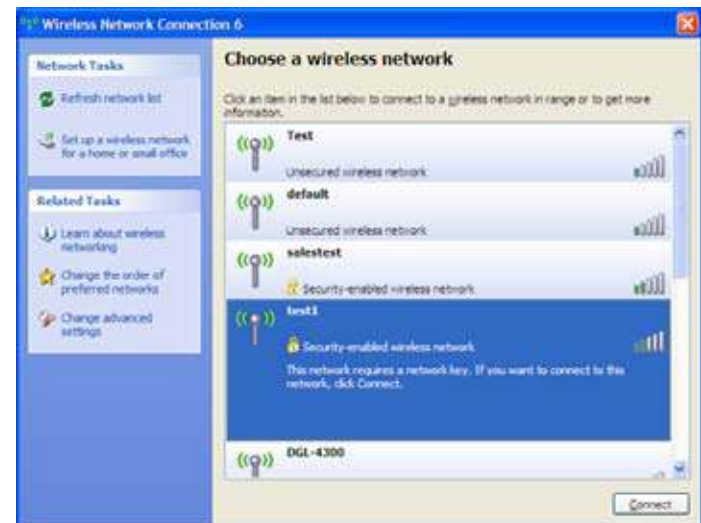 Wireless Network Connection 6
Network Tasks
Refresh network list
Set up a wireless network
for a home or small office
Related Tasks
Learn about wireless
networking
Change the order of
preferred networks
Change advanced
settings
Choose a wireless network
Click an item in the list below to connect to a wireless network in range or to get more
information.
Test
Unsecured wireless network
default
Unsecured wireless network
salestest
Security-enabled wireless network
test1
Security-enabled wireless network
This network requires a network key. If you want to connect to this
network, click Connect.
DGL-4300
Connect